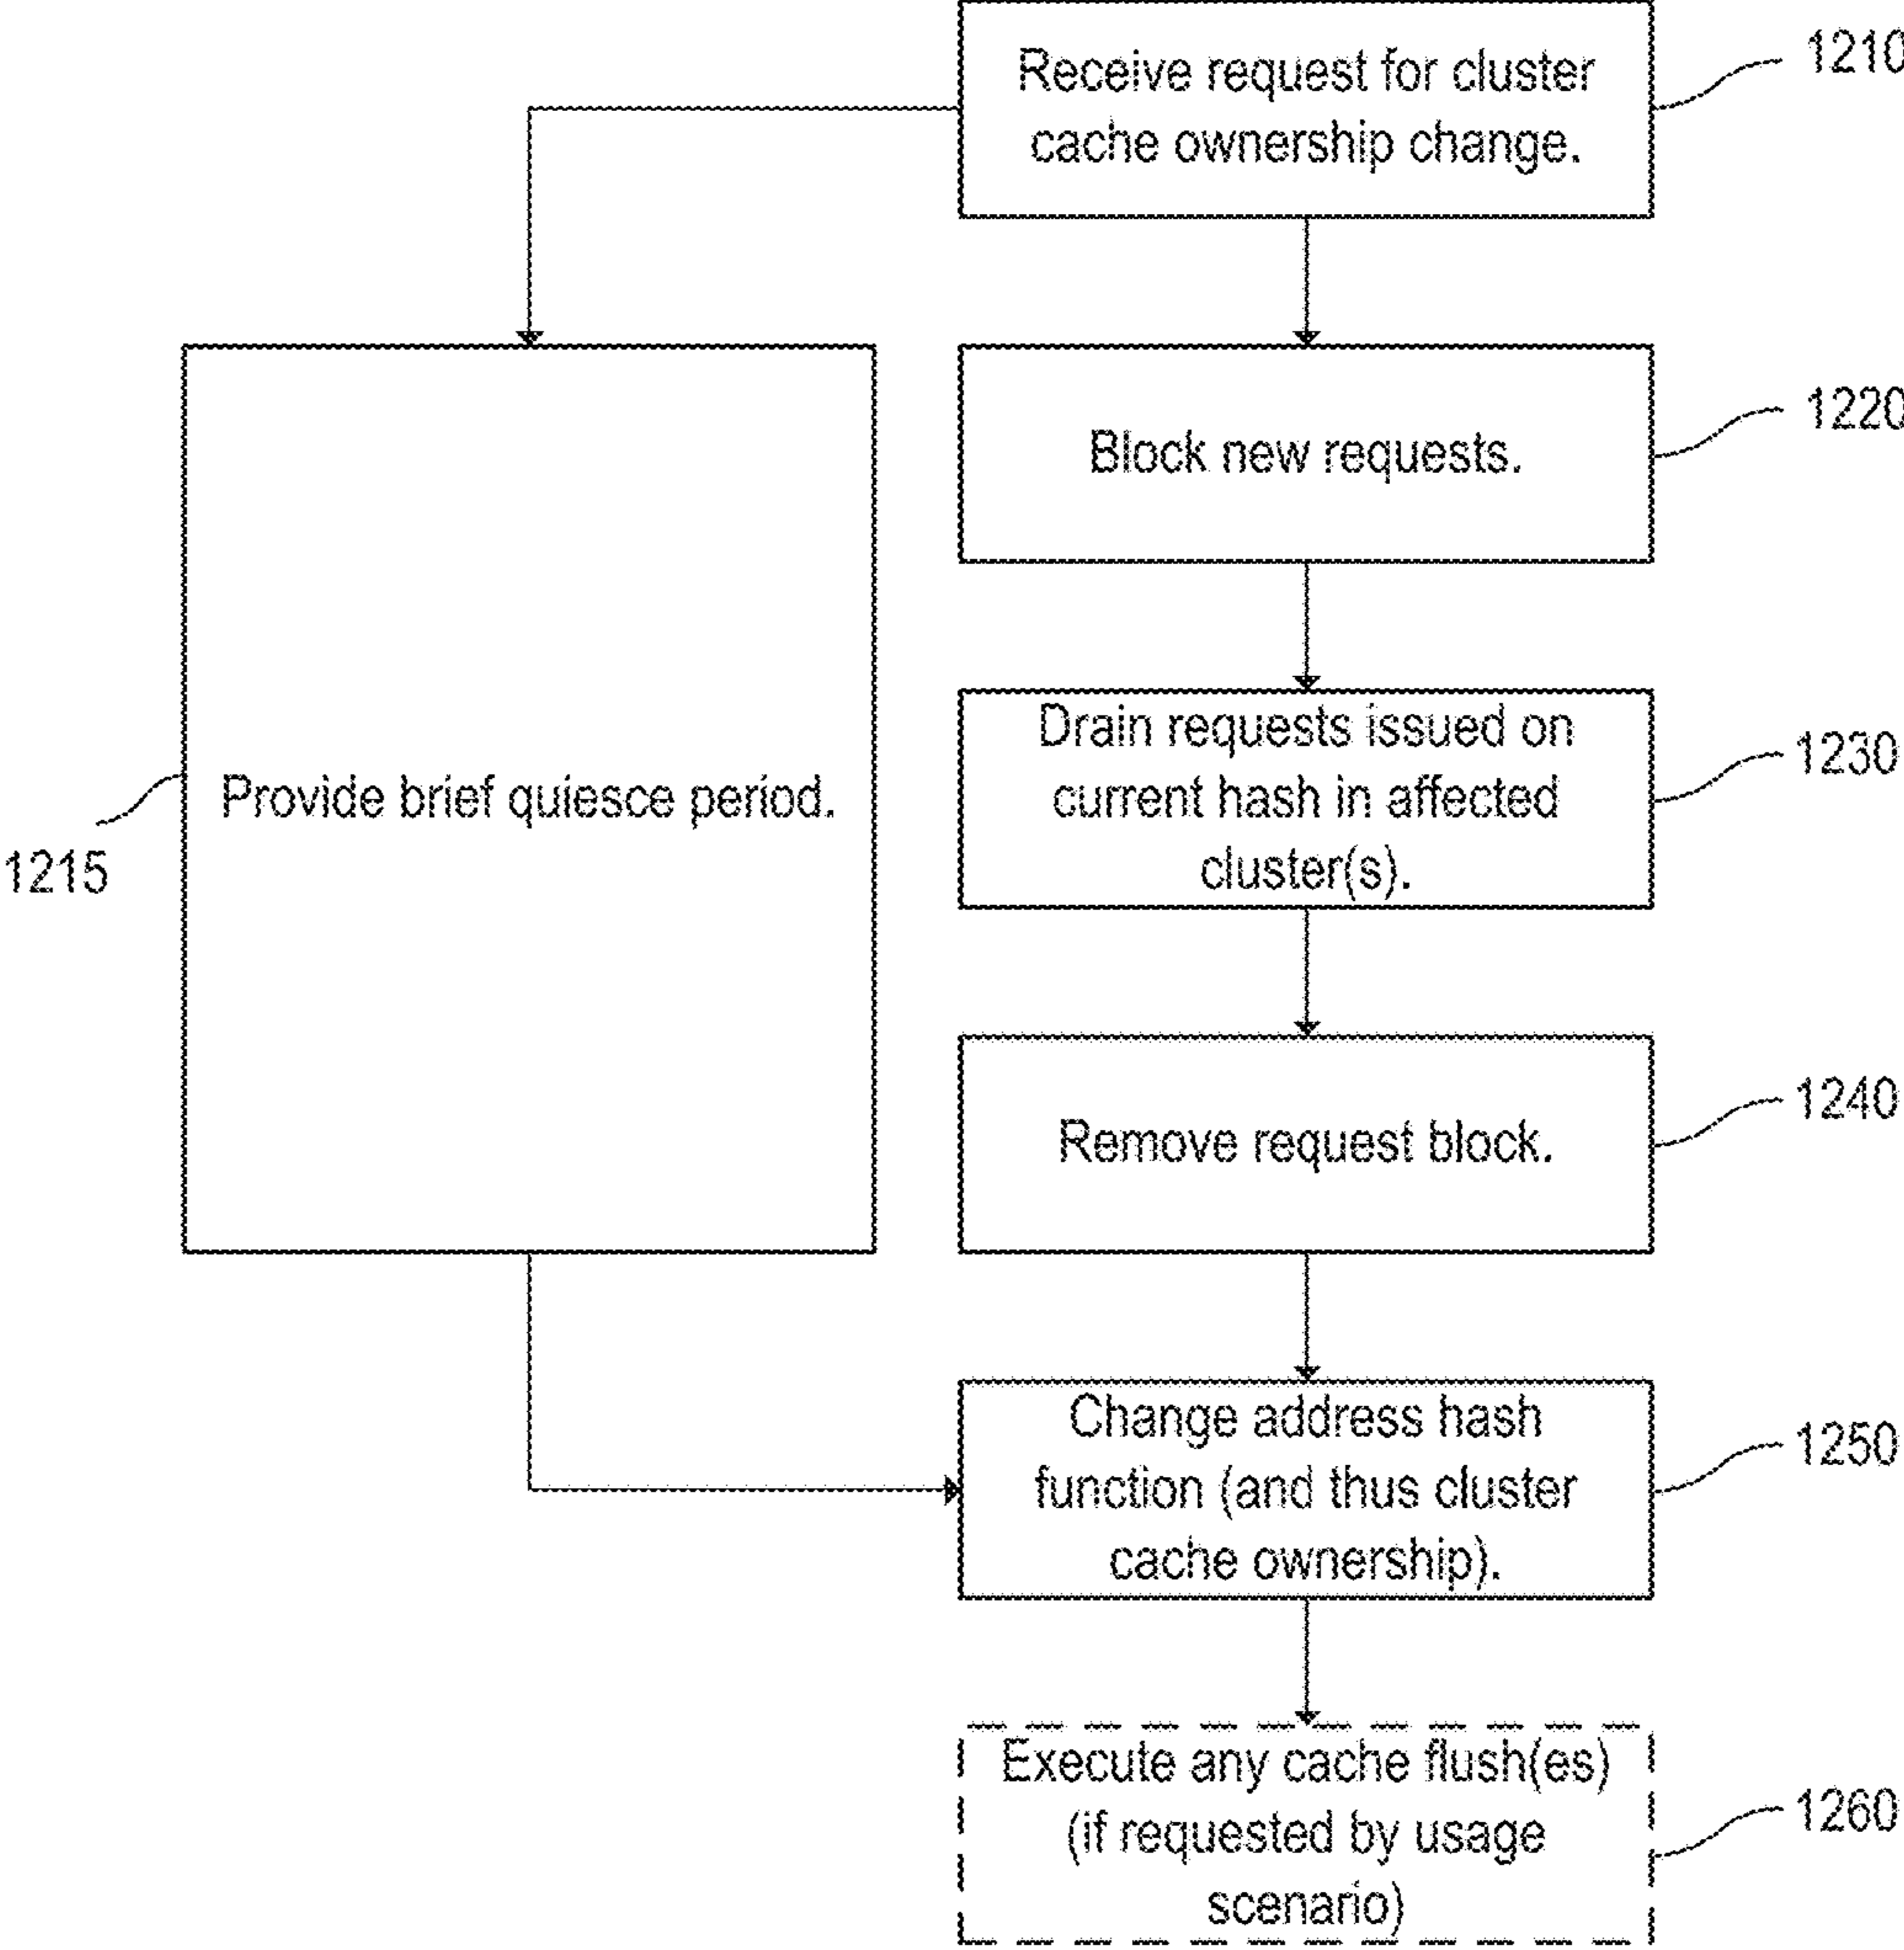 Receive request for cluster
cache ownership change.
1210
Block new requests.
1220
Provide brief quiesce period.
1215
Drain requests issued on
current hash in affected
cluster(s).
1230
Remove request block.
1240
Change address hash
function (and thus cluster
cache ownership).
1250
Execute any cache flush(es)
(if requested by usage
scenario)
1260